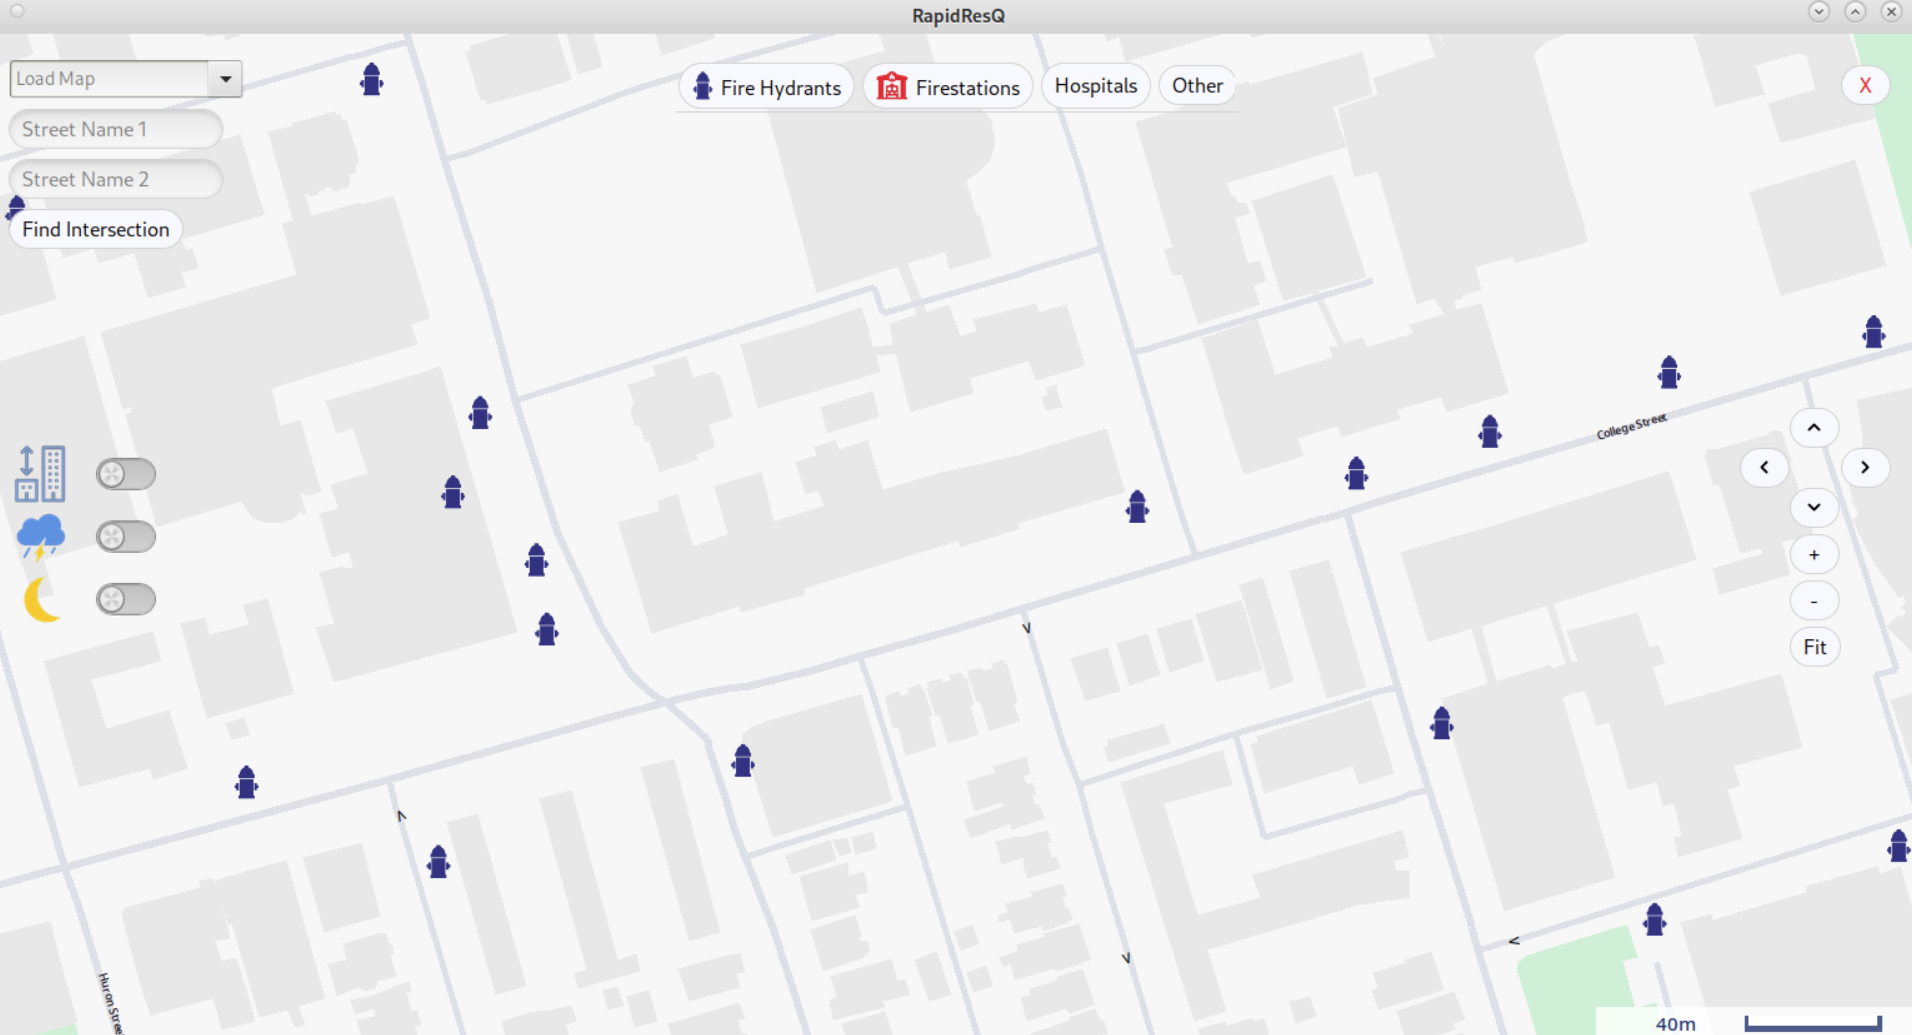 RapidResQ
Load Map
Fire Hydrants
Firestations
Hospitals
Other
X
Street Name 1
Street Name 2
Find Intersection
College Street
+
-
Fit
Huron Stree
40m